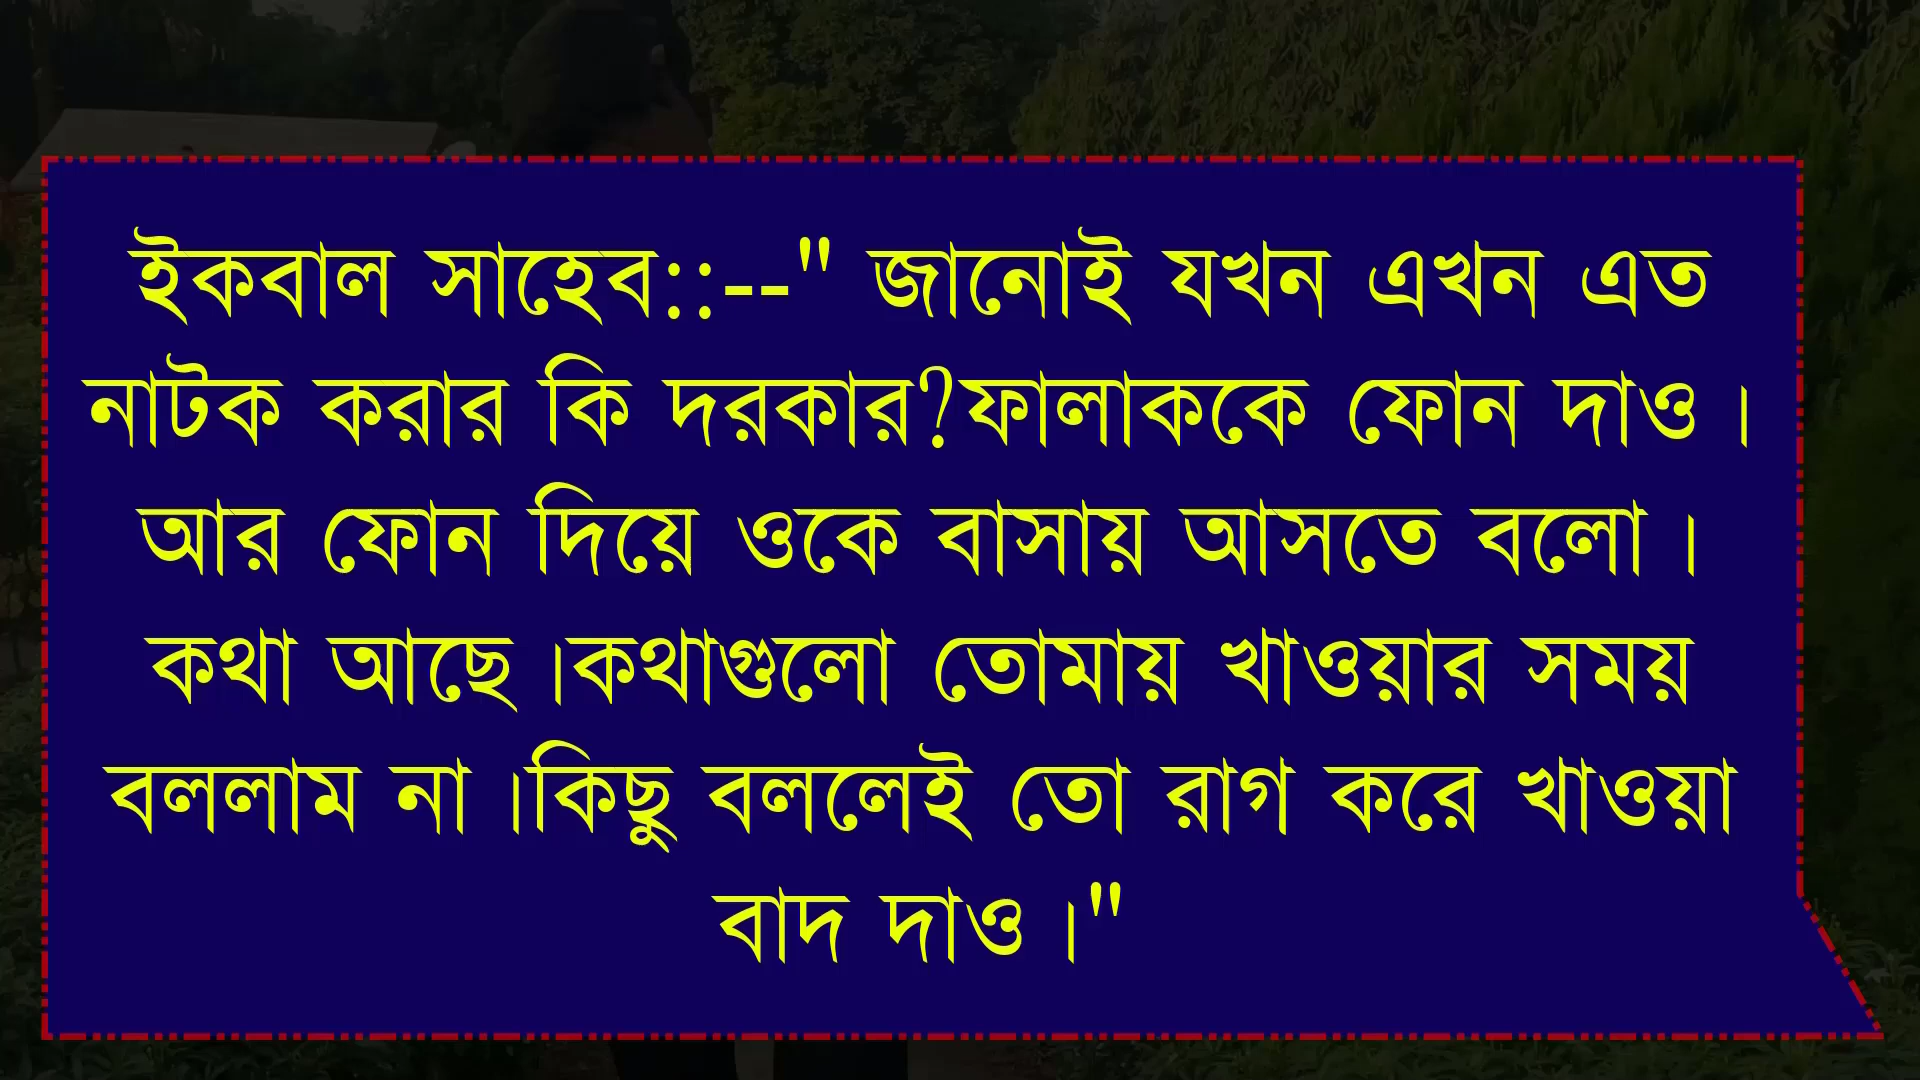 ইকবাল সাহেব::--" জানোই যখন এখন এত
নাটক করার কি দরকার?ফালাককে ফোন দাও।
আর ফোন দিয়ে ওকে বাসায় আসতে বলো।
কথা আছে।কথাগুলো তোমায় খাওয়ার সময়
বললাম না।কিছু বললেই তো রাগ করে খাওয়া
বাদ দাও।"